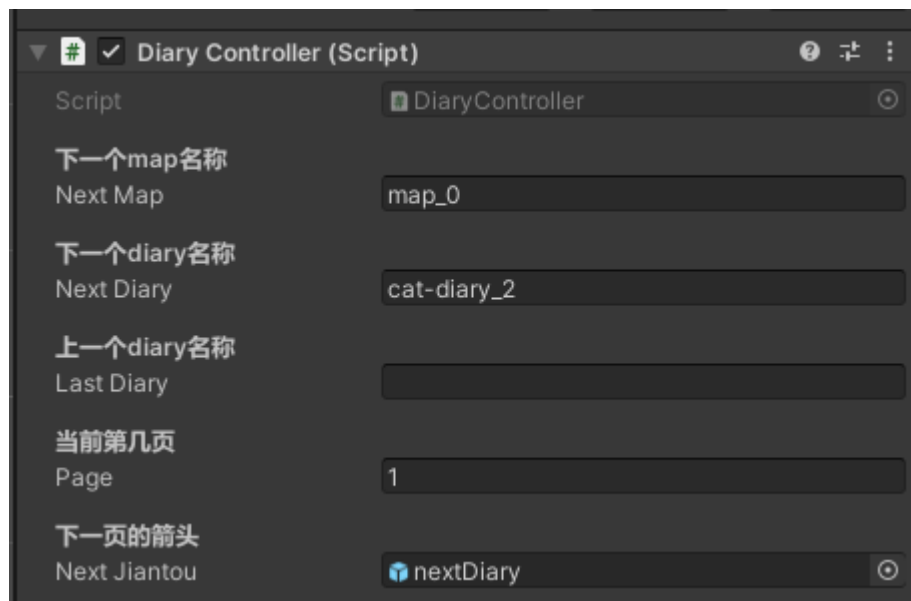 Diary Controller (Script)
Script DiaryController
下一个map名称
Next Map map_0
下一个diary名称
Next Diary cat-diary_2
上一个diary名称
Last Diary
当前第几页
Page 1
下一页的箭头
Next Jiantou nextDiary